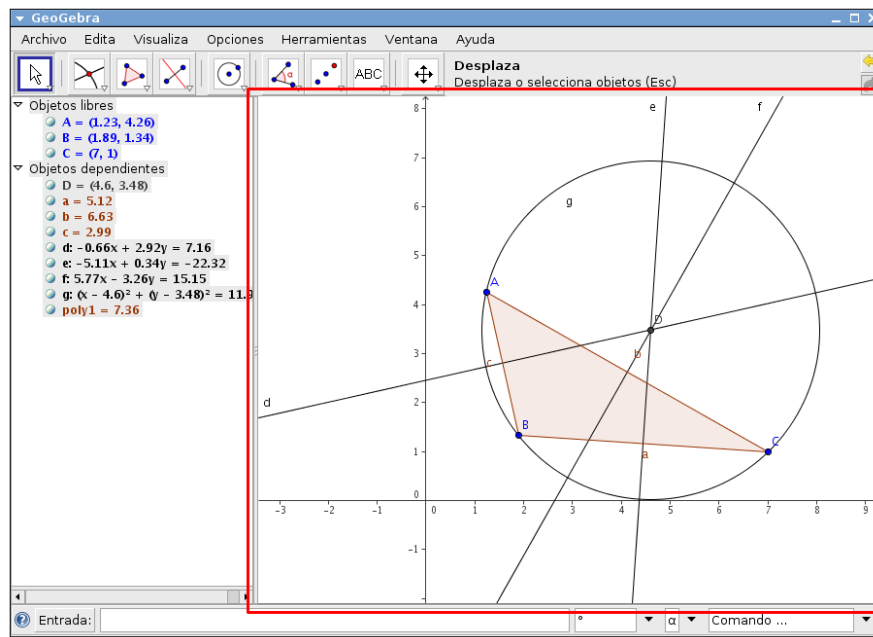 GeoGebra
Archivo Edita Visualiza Opciones Herramientas Ventana Ayuda
ABC
α
Desplaza
Desplaza o selecciona objetos (Esc)
Objetos libres
A = (1.23, 4.26)
B = (1.89, 1.34)
C = (7, 1)
Objetos dependientes
D = (4.6, 3.48)
a = 5.12
b = 6.63
c = 2.99
d: -0.66x + 2.92y = 7.16
e: -5.11x + 0.34y = -22.32
f: 5.77x - 3.26y = 15.15
g: (x - 4.6)² + (y - 3.48)² = 11.9
poly1 = 7.36
e
f
8
7
g
6
5
A
4
D
3
b
c
d
2
B
C
1
a
0
-3 -2 -1 0 1 2 3 4 5 6 7 8 9
-1
Entrada:
° α Comando ...